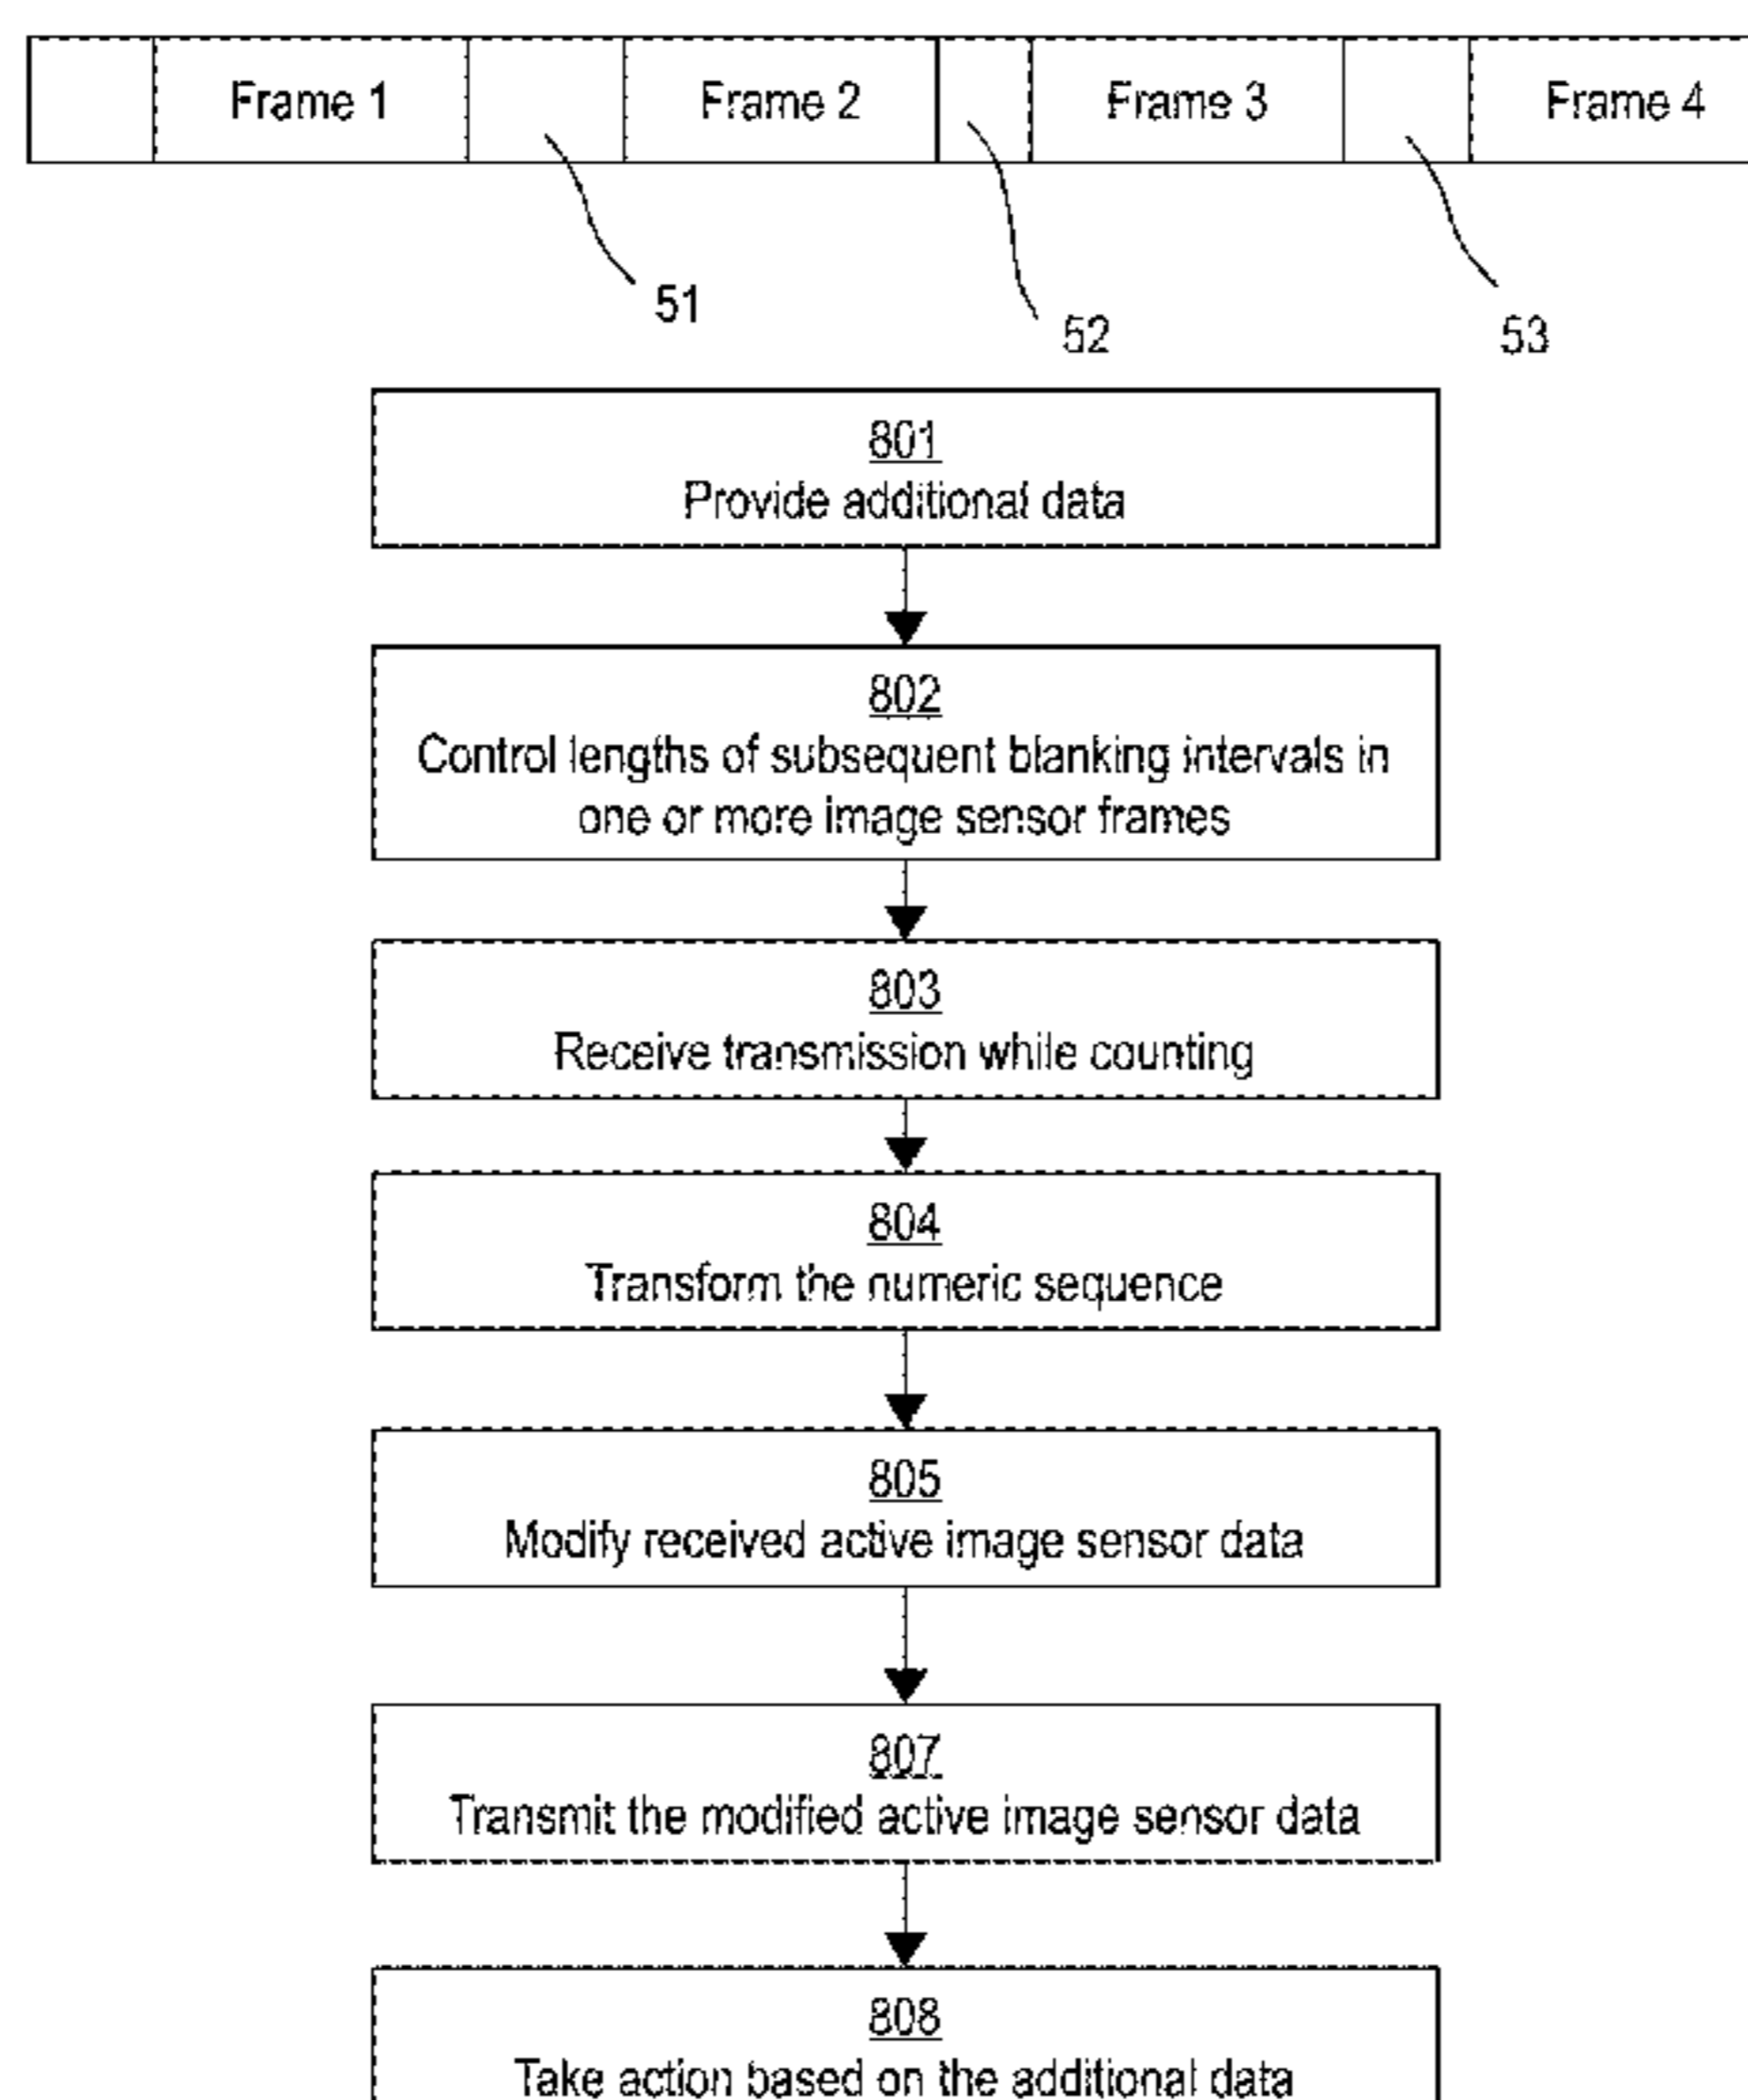 Frame 1 Frame 2 Frame 3 Frame 4
51
52
53
801
Provide additional data
802
Control lengths of subsequent blanking intervals in
one or more image sensor frames
803
Receive transmission while counting
804
Transform the numeric sequence
805
Modify received active image sensor data
807
Transmit the modified active image sensor data
808
Take action based on the additional data